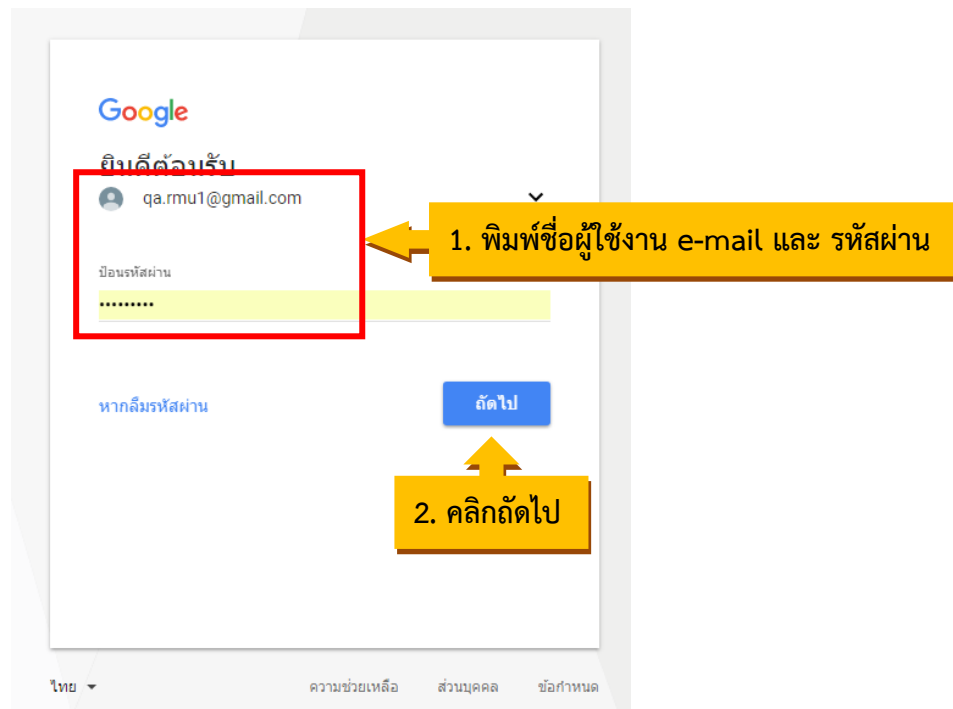 Google
ยินดีต้อนรับ
qa.rmu1@gmail.com
1. พิมพ์ชื่อผู้ใช้งาน e-mail และ รหัสผ่าน
ป้อนรหัสผ่าน
•••••••••
หากลืมรหัสผ่าน
ถัดไป
2. คลิกถัดไป
ไทย
ความช่วยเหลือ ส่วนบุคคล ข้อกำหนด